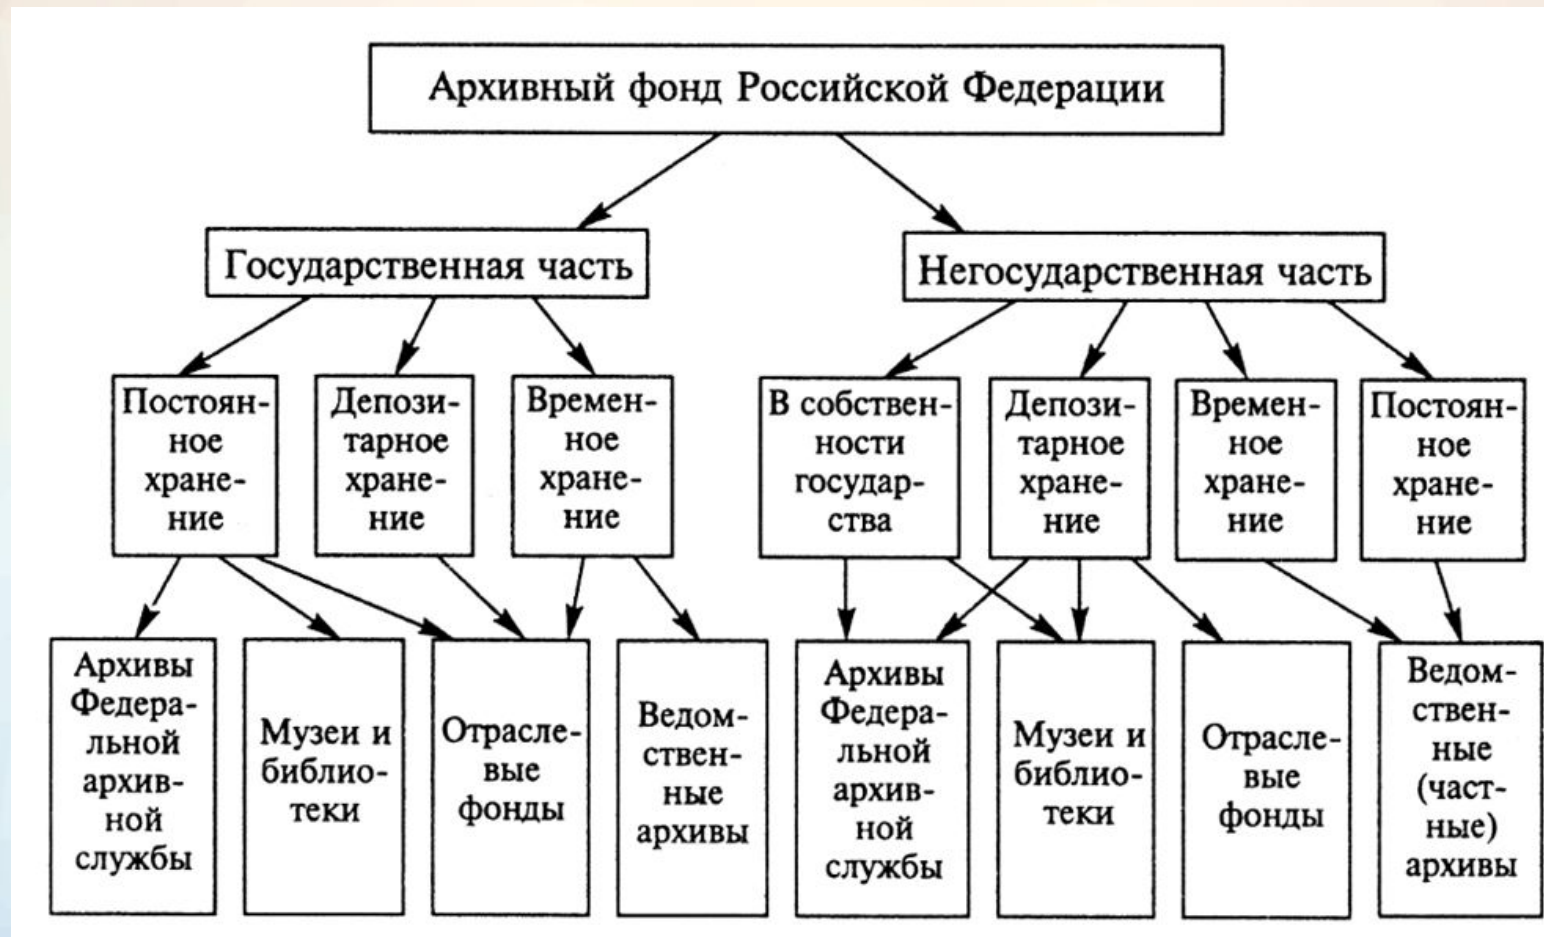 Архивный фонд Российской Федерации
Государственная часть
Негосударственная часть
Постоян-
ное
хране-
ние
Депози-
тарное
хране-
ние
Времен-
ное
хране-
ние
В собствен-
ности
государ-
ства
Депози-
тарное
хране-
ние
Времен-
ное
хране-
ние
Постоян-
ное
хране-
ние
Архивы
Федера-
льной
архив-
ной
службы
Музеи и
библио-
теки
Отрасле-
вые
фонды
Ведом-
ствен-
ные
архивы
Архивы
Федера-
льной
архив-
ной
службы
Музеи и
библио-
теки
Отрасле-
вые
фонды
Ведом-
ствен-
ные
(част-
ные)
архивы